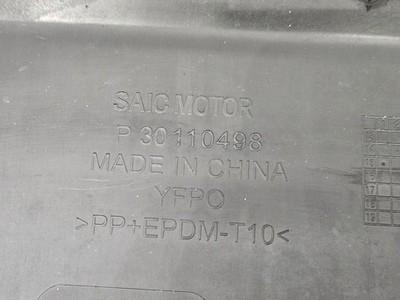 SAIC MOTOR
P 30110498
MADE IN CHINA
YFPO
>PP+EPDM-T10<